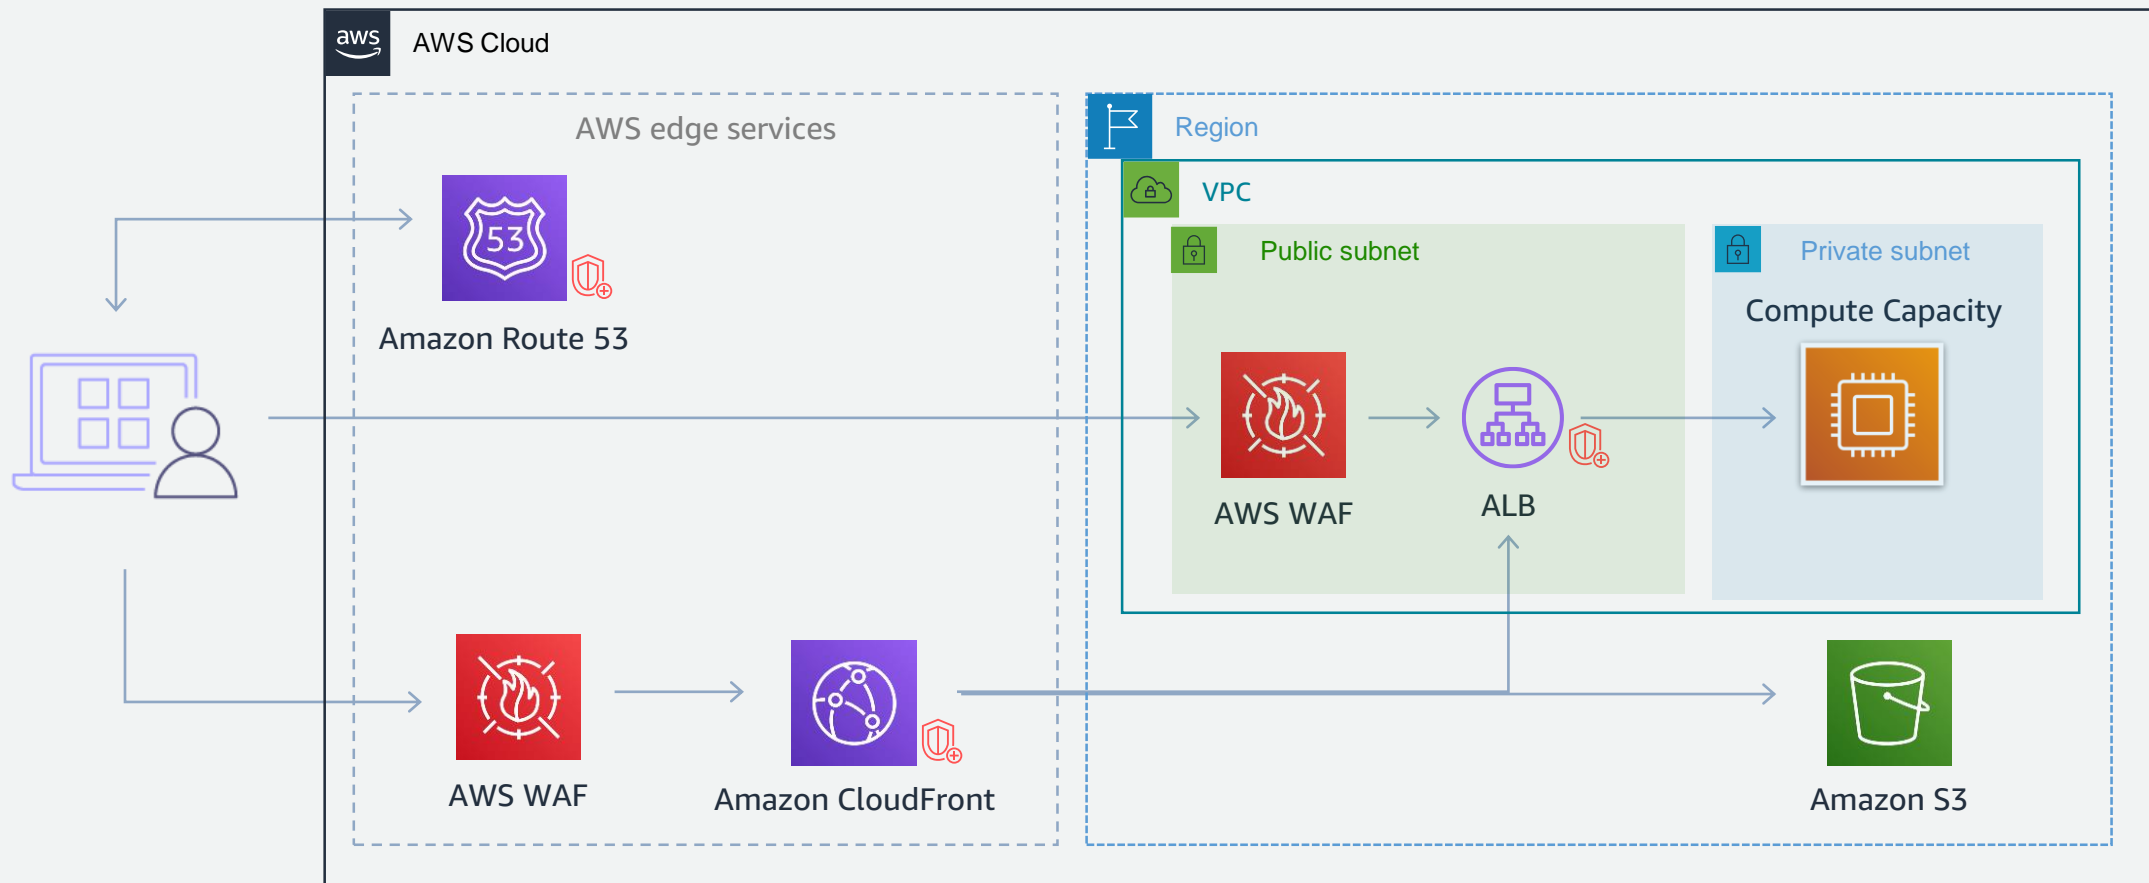 aws
AWS Cloud
AWS edge services
Region
VPC
53
Public subnet
Private subnet
Compute Capacity
Amazon Route 53
AWS WAF
ALB
AWS WAF
Amazon CloudFront
Amazon S3